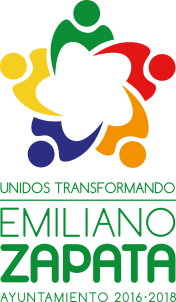 UNIDOS TRANSFORMANDO
EMILIANO
ZAPATA
AYUNTAMIENTO 2016-2018